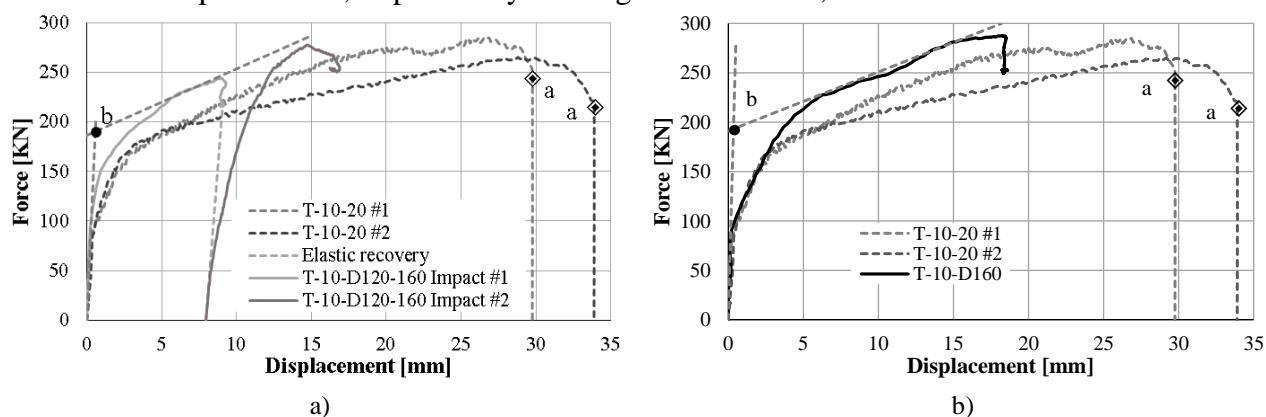 300
250
200
150
100
50
0
Force [KN]
b
a
a
T-10-20 #1
T-10-20 #2
Elastic recovery
T-10-D120-160 Impact #1
T-10-D120-160 Impact #2
0 5 10 15 20 25 30 35
Displacement [mm]
a)
300
250
200
150
100
50
0
Force [KN]
b
a
a
T-10-20 #1
T-10-20 #2
T-10-D160
0 5 10 15 20 25 30 35
Displacement [mm]
b)